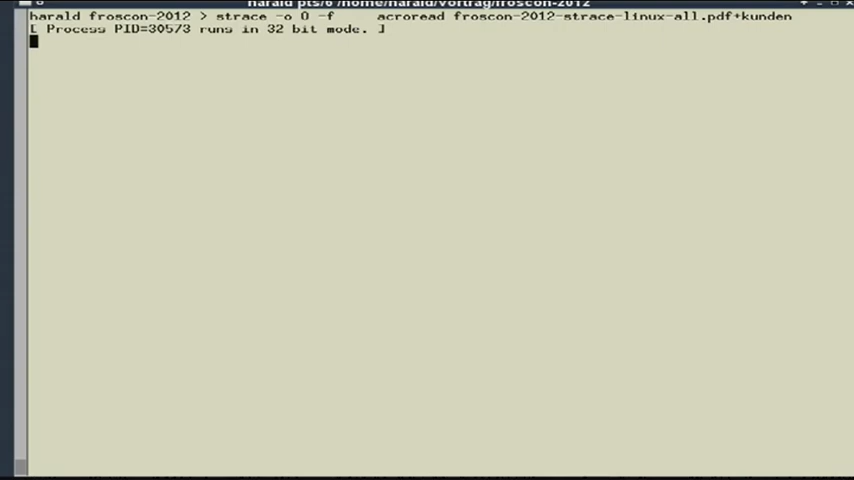 harald pts/6 /home/harald/vortrag/froscon-2012
harald froscon-2012 > strace -o O -f     acroread froscon-2012-strace-linux-all.pdf+kunden
[ Process PID=30573 runs in 32 bit mode. ]